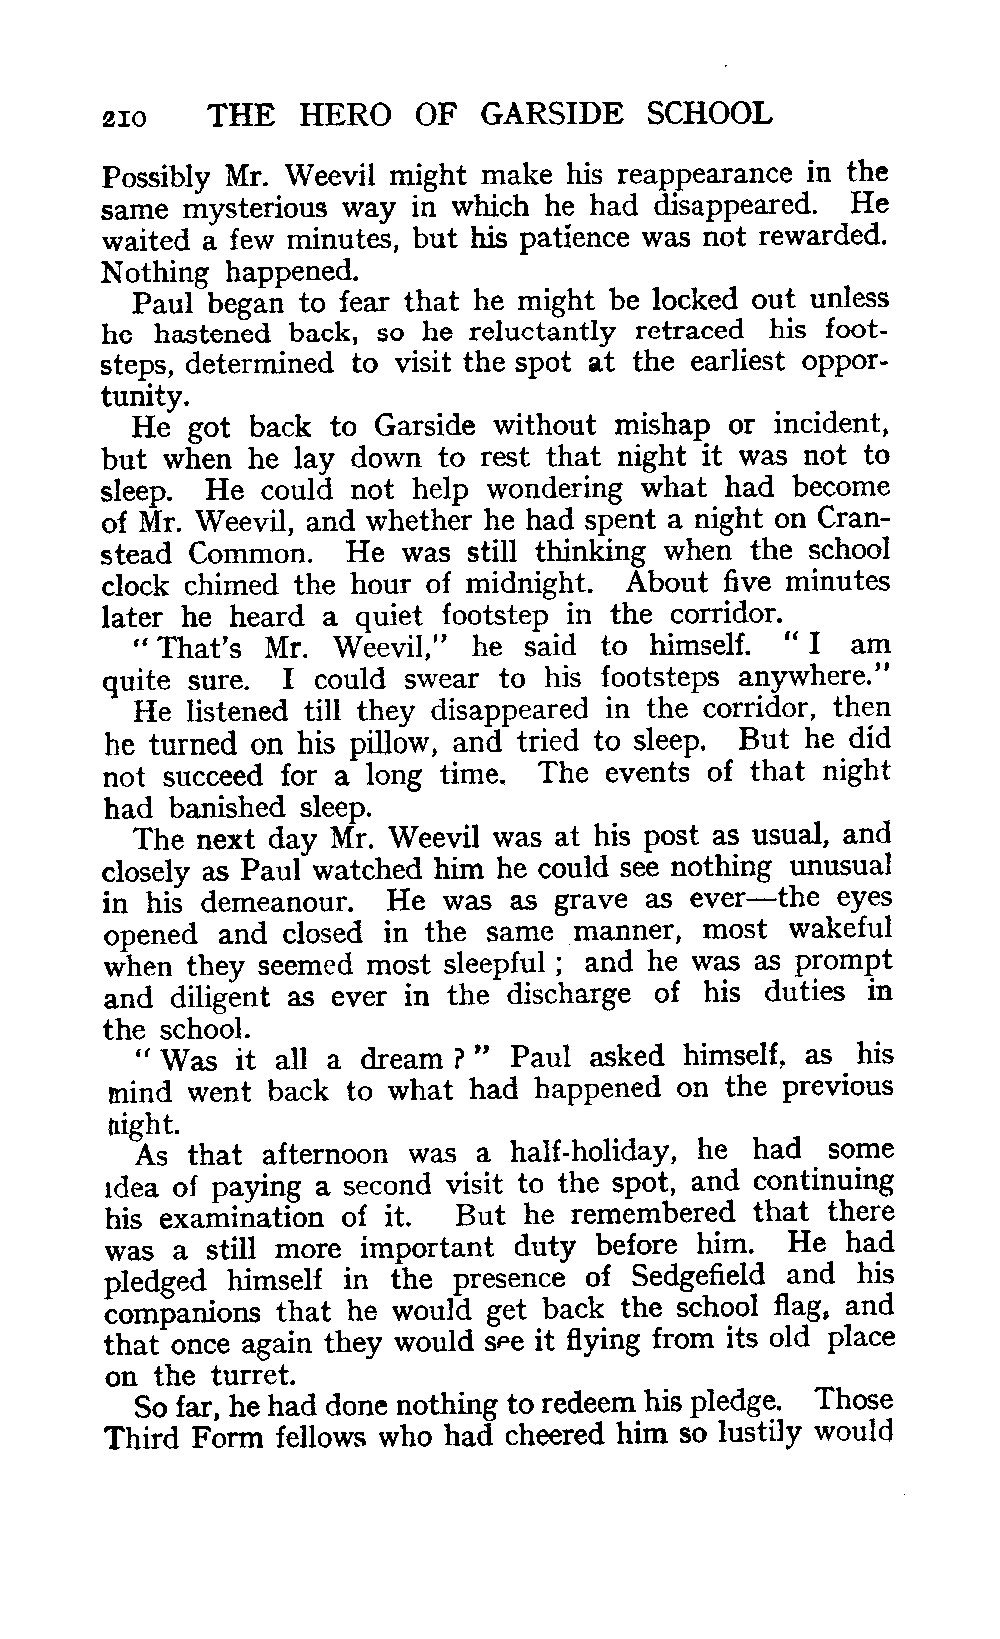 210 THE HERO OF GARSIDE SCHOOL
Possibly Mr. Weevil might make his reappearance in the
same mysterious way in which he had disappeared. He
waited a few minutes, but his patience was not rewarded.
Nothing happened.
Paul began to fear that he might be locked out unless
he hastened back, so he reluctantly retraced his foot-
steps, determined to visit the spot at the earliest oppor-
tunity.
He got back to Garside without mishap or incident,
but when he lay down to rest that night it was not to
sleep. He could not help wondering what had become
of Mr. Weevil, and whether he had spent a night on Cran-
stead Common. He was still thinking when the school
clock chimed the hour of midnight. About five minutes
later he heard a quiet footstep in the corridor.
"That's Mr. Weevil," he said to himself. "I am
quite sure. I could swear to his footsteps anywhere."
He listened till they disappeared in the corridor, then
he turned on his pillow, and tried to sleep. But he did
not succeed for a long time. The events of that night
had banished sleep.
The next day Mr. Weevil was at his post as usual, and
closely as Paul watched him he could see nothing unusual
in his demeanour. He was as grave as ever—the eyes
opened and closed in the same manner, most wakeful
when they seemed most sleepful; and he was as prompt
and diligent as ever in the discharge of his duties in
the school.
"Was it all a dream?" Paul asked himself, as his
mind went back to what had happened on the previous
night.
As that afternoon was a half-holiday, he had some
idea of paying a second visit to the spot, and continuing
his examination of it. But he remembered that there
was a still more important duty before him. He had
pledged himself in the presence of Sedgefield and his
companions that he would get back the school flag, and
that once again they would see it flying from its old place
on the turret.
So far, he had done nothing to redeem his pledge. Those
Third Form fellows who had cheered him so lustily would